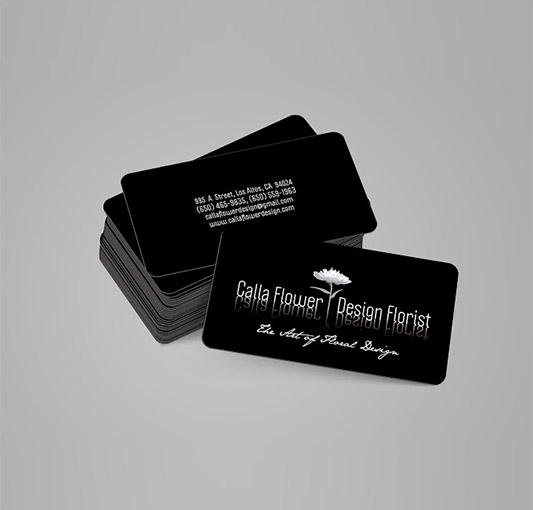 895 A Street, Los Altos, CA 94024
(650) 465-9835, (650) 559-1963
callaflowerdesign@gmail.com
www.callaflowerdesign.com
Calla Flower Design Florist
The Art of Floral Design